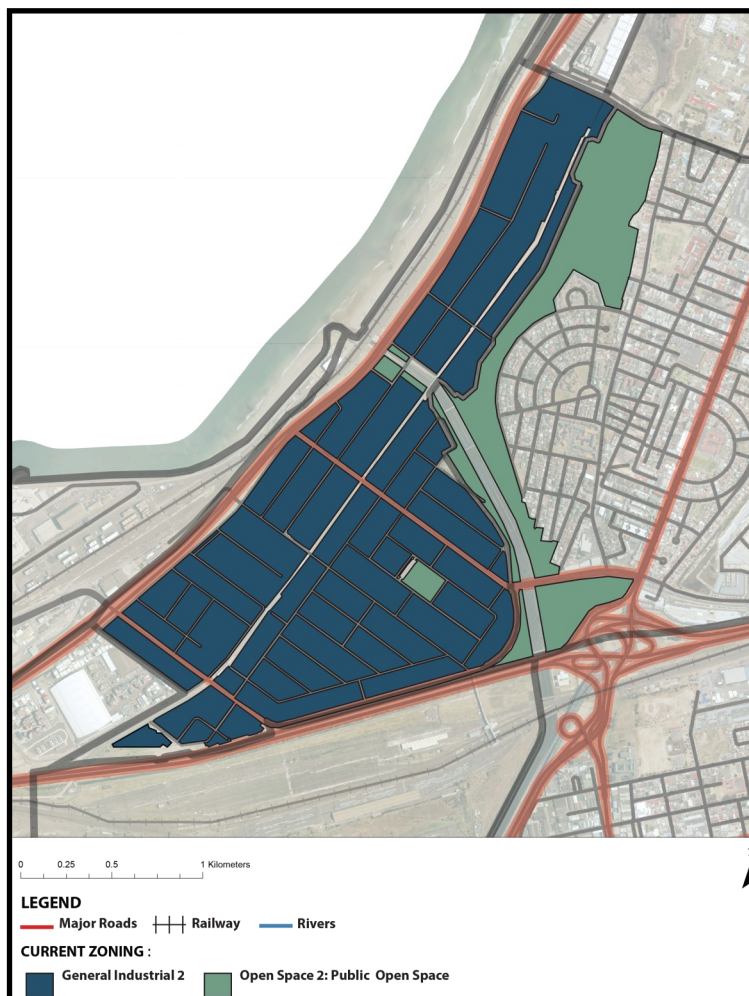 0 0.25 0.5 1 Kilometers
LEGEND
Major Roads Railway Rivers
CURRENT ZONING :
General Industrial 2 Open Space 2: Public Open Space